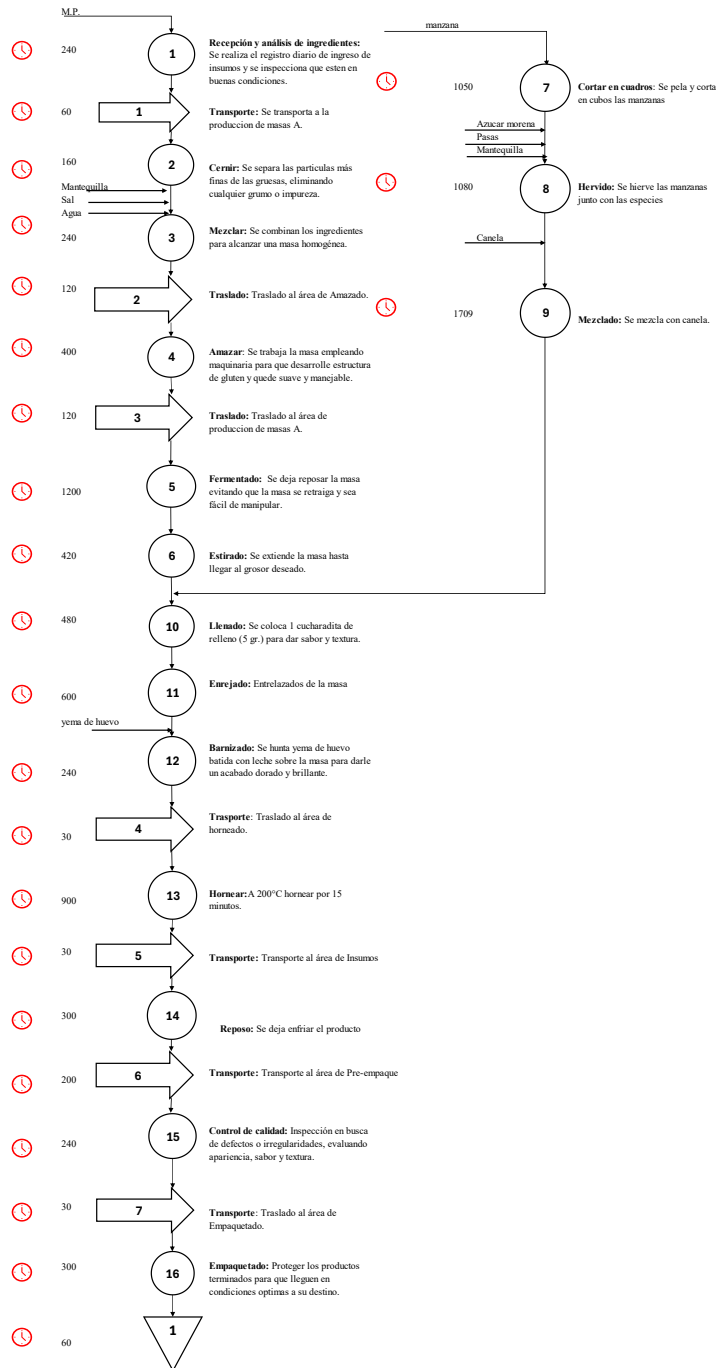 M.P.
240
1
Recepción y análisis de ingredientes:
Se realiza el registro diario de ingreso de
insumos y se inspecciona que esten en
buenas condiciones.
60
1
Transporte: Se transporta a la
produccion de masas A.
160
2
Cernir: Se separa las particulas más
finas de las gruesas, eliminando
cualquier grumo o impureza.
Mantequilla
Sal
Agua
240
3
Mezclar: Se combinan los ingredientes
para alcanzar una masa homogénea.
120
2
Traslado: Traslado al área de Amazado.
400
4
Amazar: Se trabaja la masa empleando
maquinaria para que desarrolle estructura
de gluten y quede suave y manejable.
120
3
Traslado: Traslado al área de
produccion de masas A.
1200
5
Fermentado: Se deja reposar la masa
evitando que la masa se retraiga y sea
fácil de manipular.
420
6
Estirado: Se extiende la masa hasta
llegar al grosor deseado.
manzana
1050
7
Cortar en cuadros: Se pela y corta
en cubos las manzanas
Azucar morena
Pasas
Mantequilla
1080
8
Hervido: Se hierve las manzanas
junto con las especies
Canela
1709
9
Mezclado: Se mezcla con canela.
480
10
Llenado: Se coloca 1 cucharadita de
relleno (5 gr.) para dar sabor y textura.
600
11
Enrejado: Entrelazados de la masa
yema de huevo
240
12
Barnizado: Se hunta yema de huevo
batida con leche sobre la masa para darle
un acabado dorado y brillante.
30
4
Trasporte: Traslado al área de
horneado.
900
13
Hornear:A 200°C hornear por 15
minutos.
30
5
Transporte: Transporte al área de Insumos
300
14
Reposo: Se deja enfriar el producto
200
6
Transporte: Transporte al área de Pre-empaque
240
15
Control de calidad: Inspección en busca
de defectos o irregularidades, evaluando
apariencia, sabor y textura.
30
7
Transporte: Traslado al área de
Empaquetado.
300
16
Empaquetado: Proteger los productos
terminados para que lleguen en
condiciones optimas a su destino.
60
1